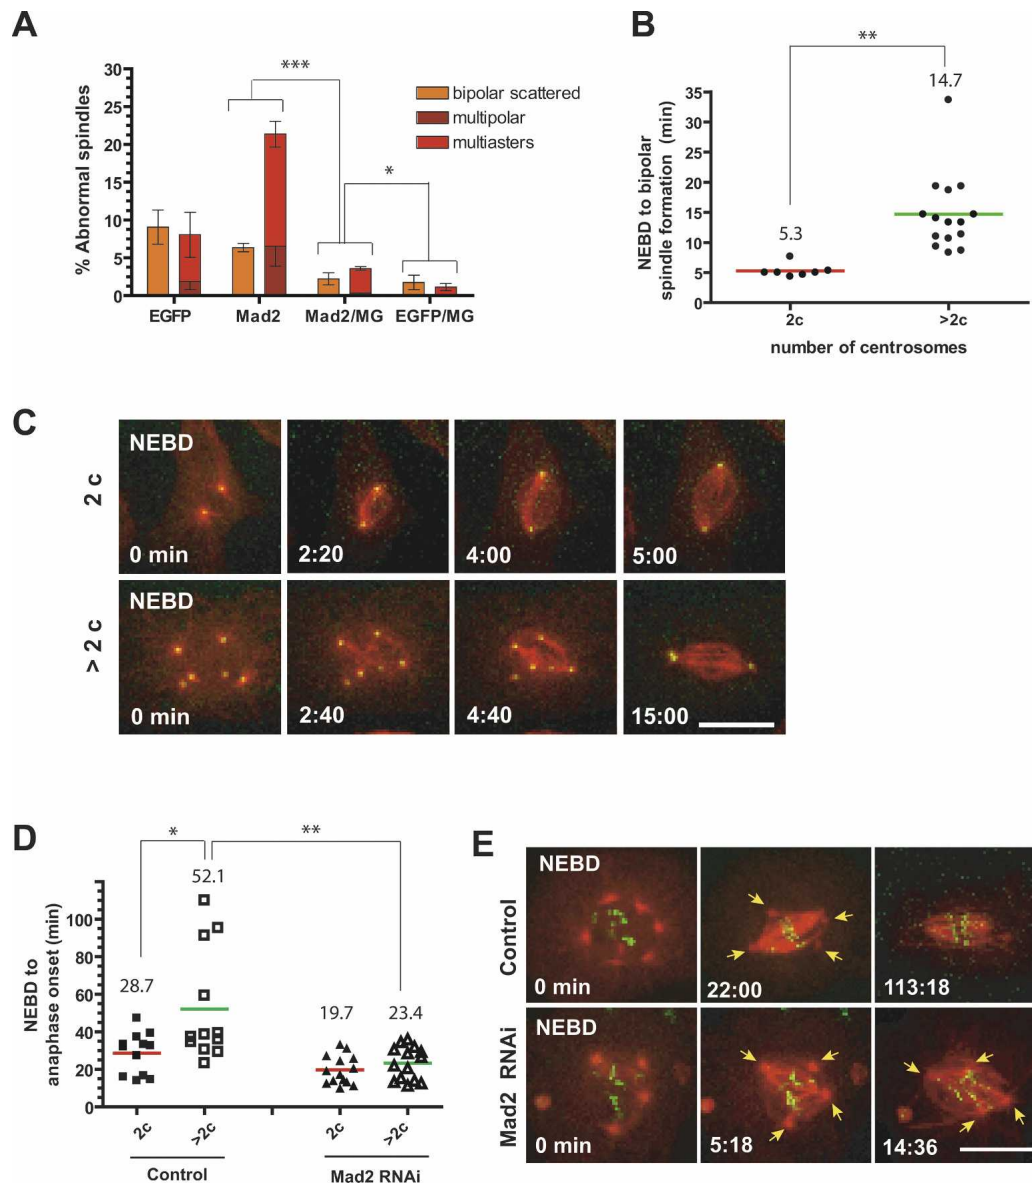 A
% Abnormal spindles
30
25
20
15
10
5
0
***
*
bipolar scattered
multipolar
multiasters
EGFP
Mad2
Mad2/MG
EGFP/MG
B
**
NEBD to bipolar
spindle formation (min)
35
30
25
20
15
10
5
0
5.3
14.7
2c
>2c
number of centrosomes
C
2 c
NEBD
0 min
2:20
4:00
5:00
> 2 c
NEBD
0 min
2:40
4:40
15:00
D
*
**
NEBD to
anaphase onset (min)
100
80
60
40
20
0
28.7
52.1
19.7
23.4
2c
>2c
2c
>2c
Control
Mad2 RNAi
E
Control
NEBD
0 min
22:00
113:18
Mad2 RNAi
NEBD
0 min
5:18
14:36